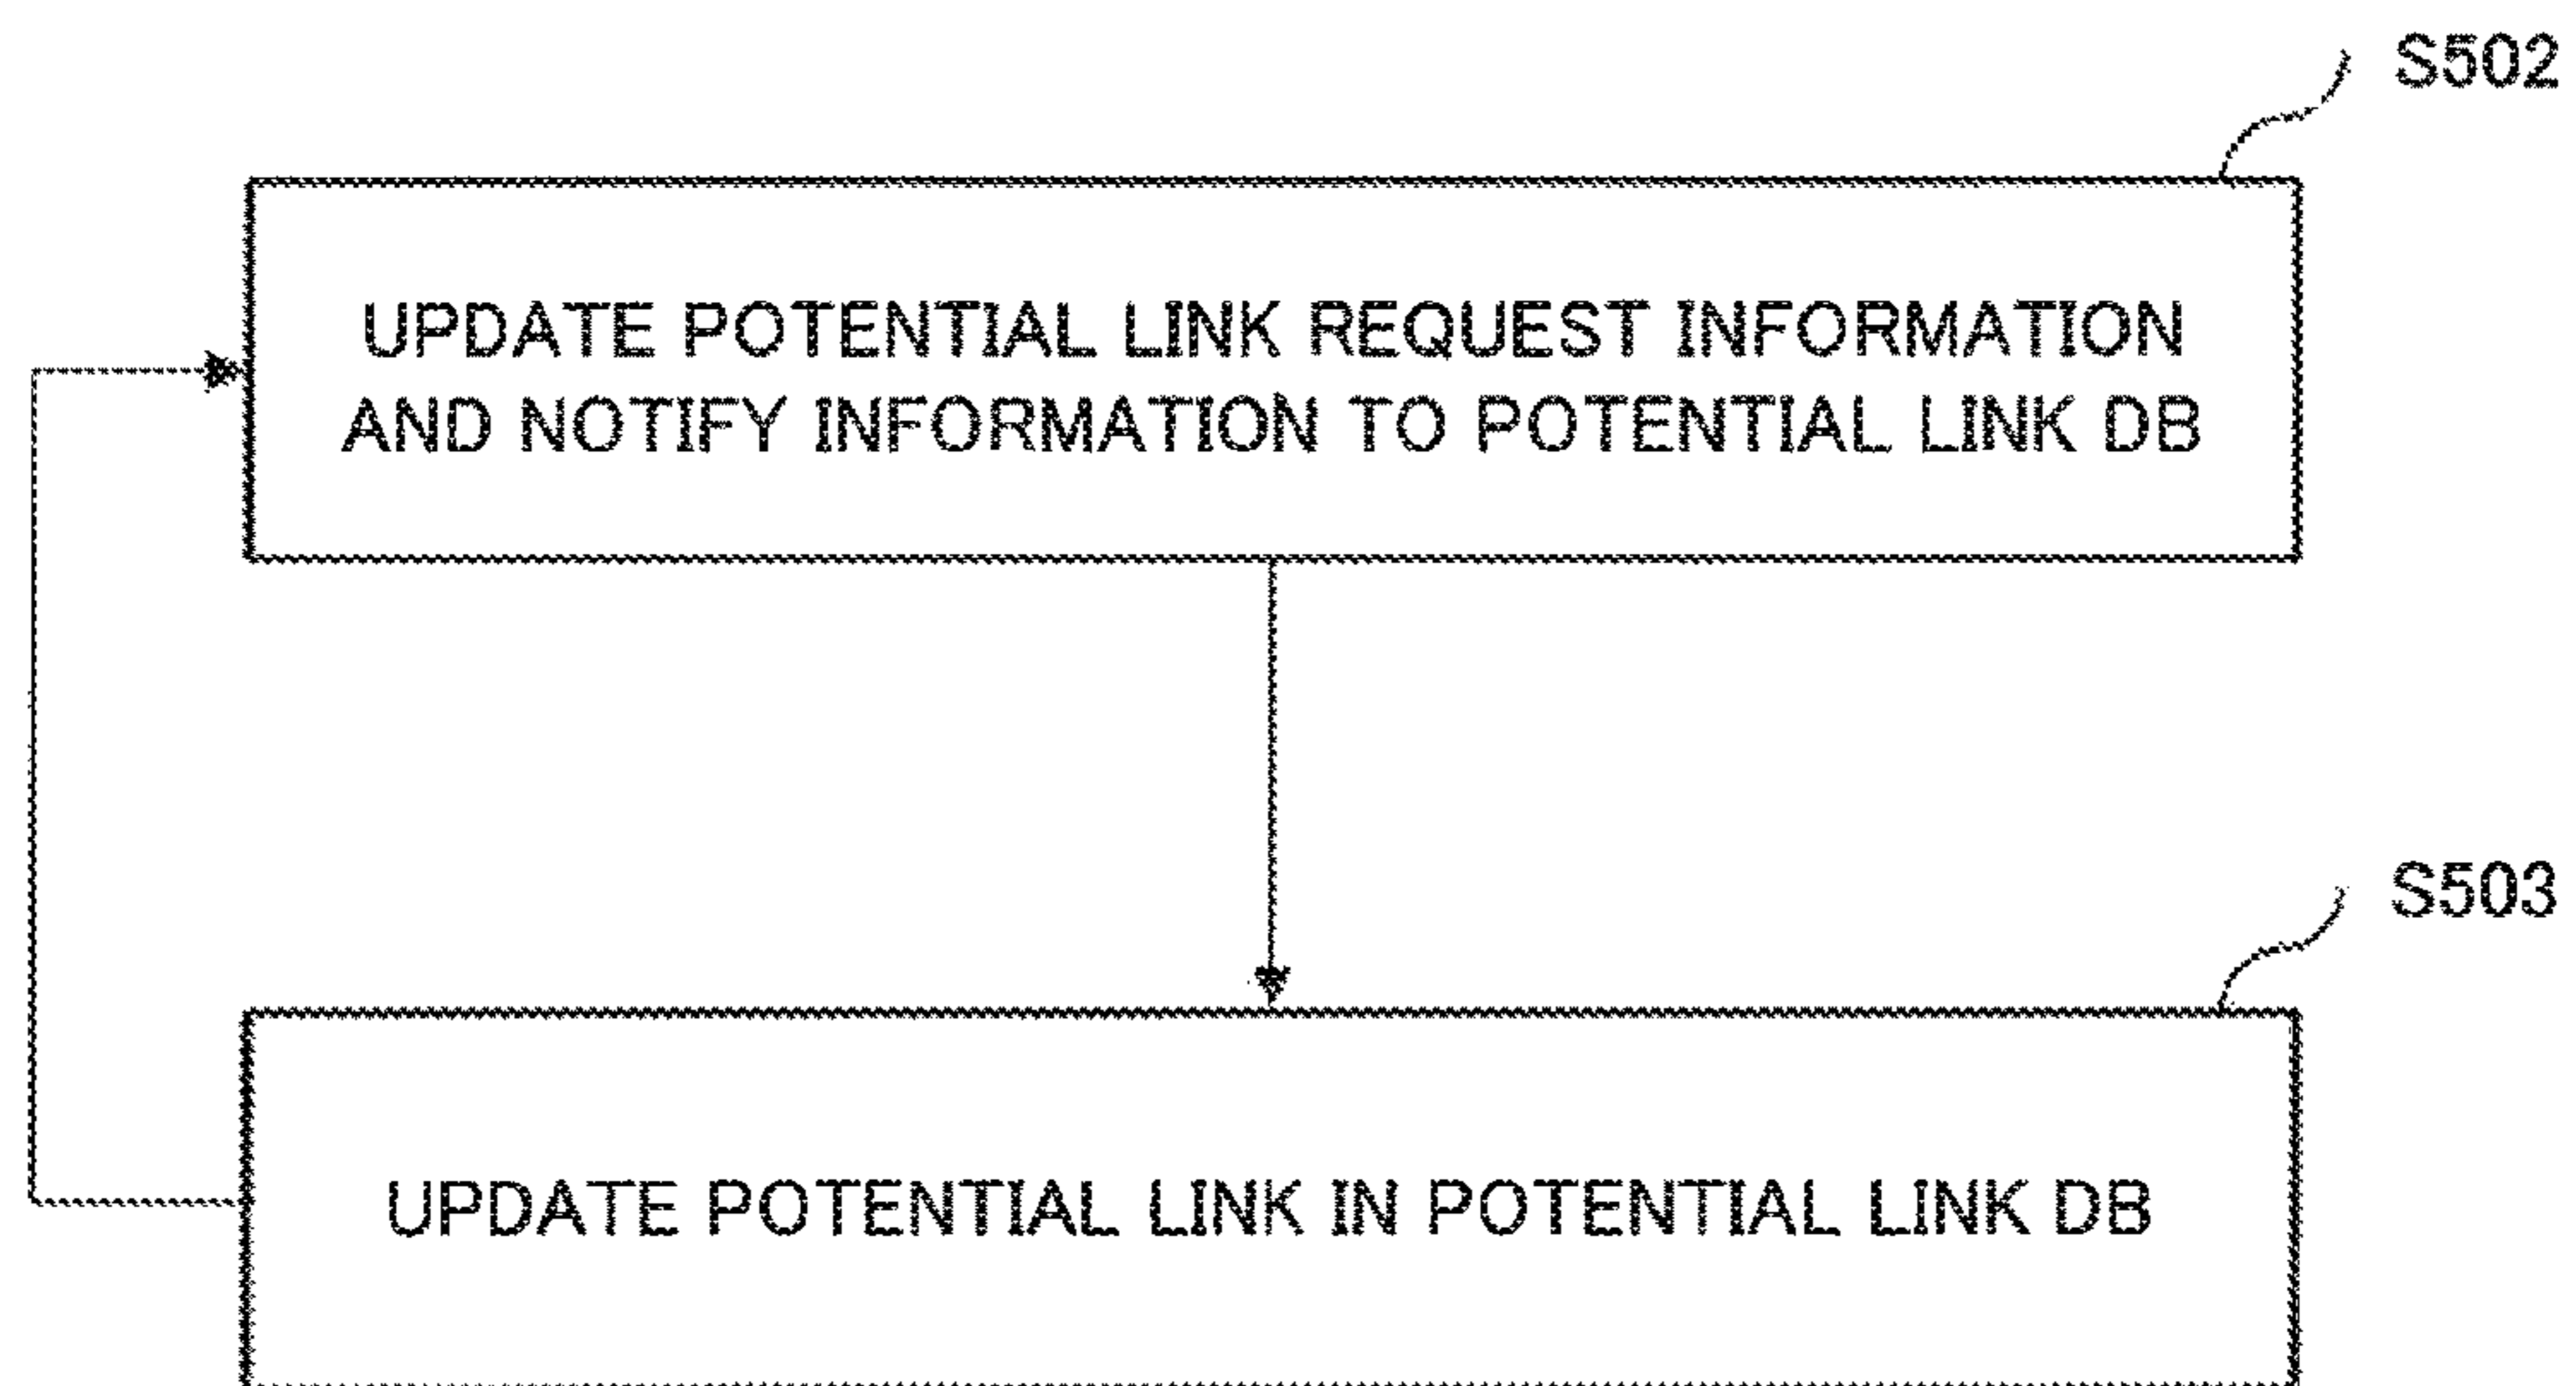 S502
UPDATE POTENTIAL LINK REQUEST INFORMATION
AND NOTIFY INFORMATION TO POTENTIAL LINK DB
S503
UPDATE POTENTIAL LINK IN POTENTIAL LINK DB